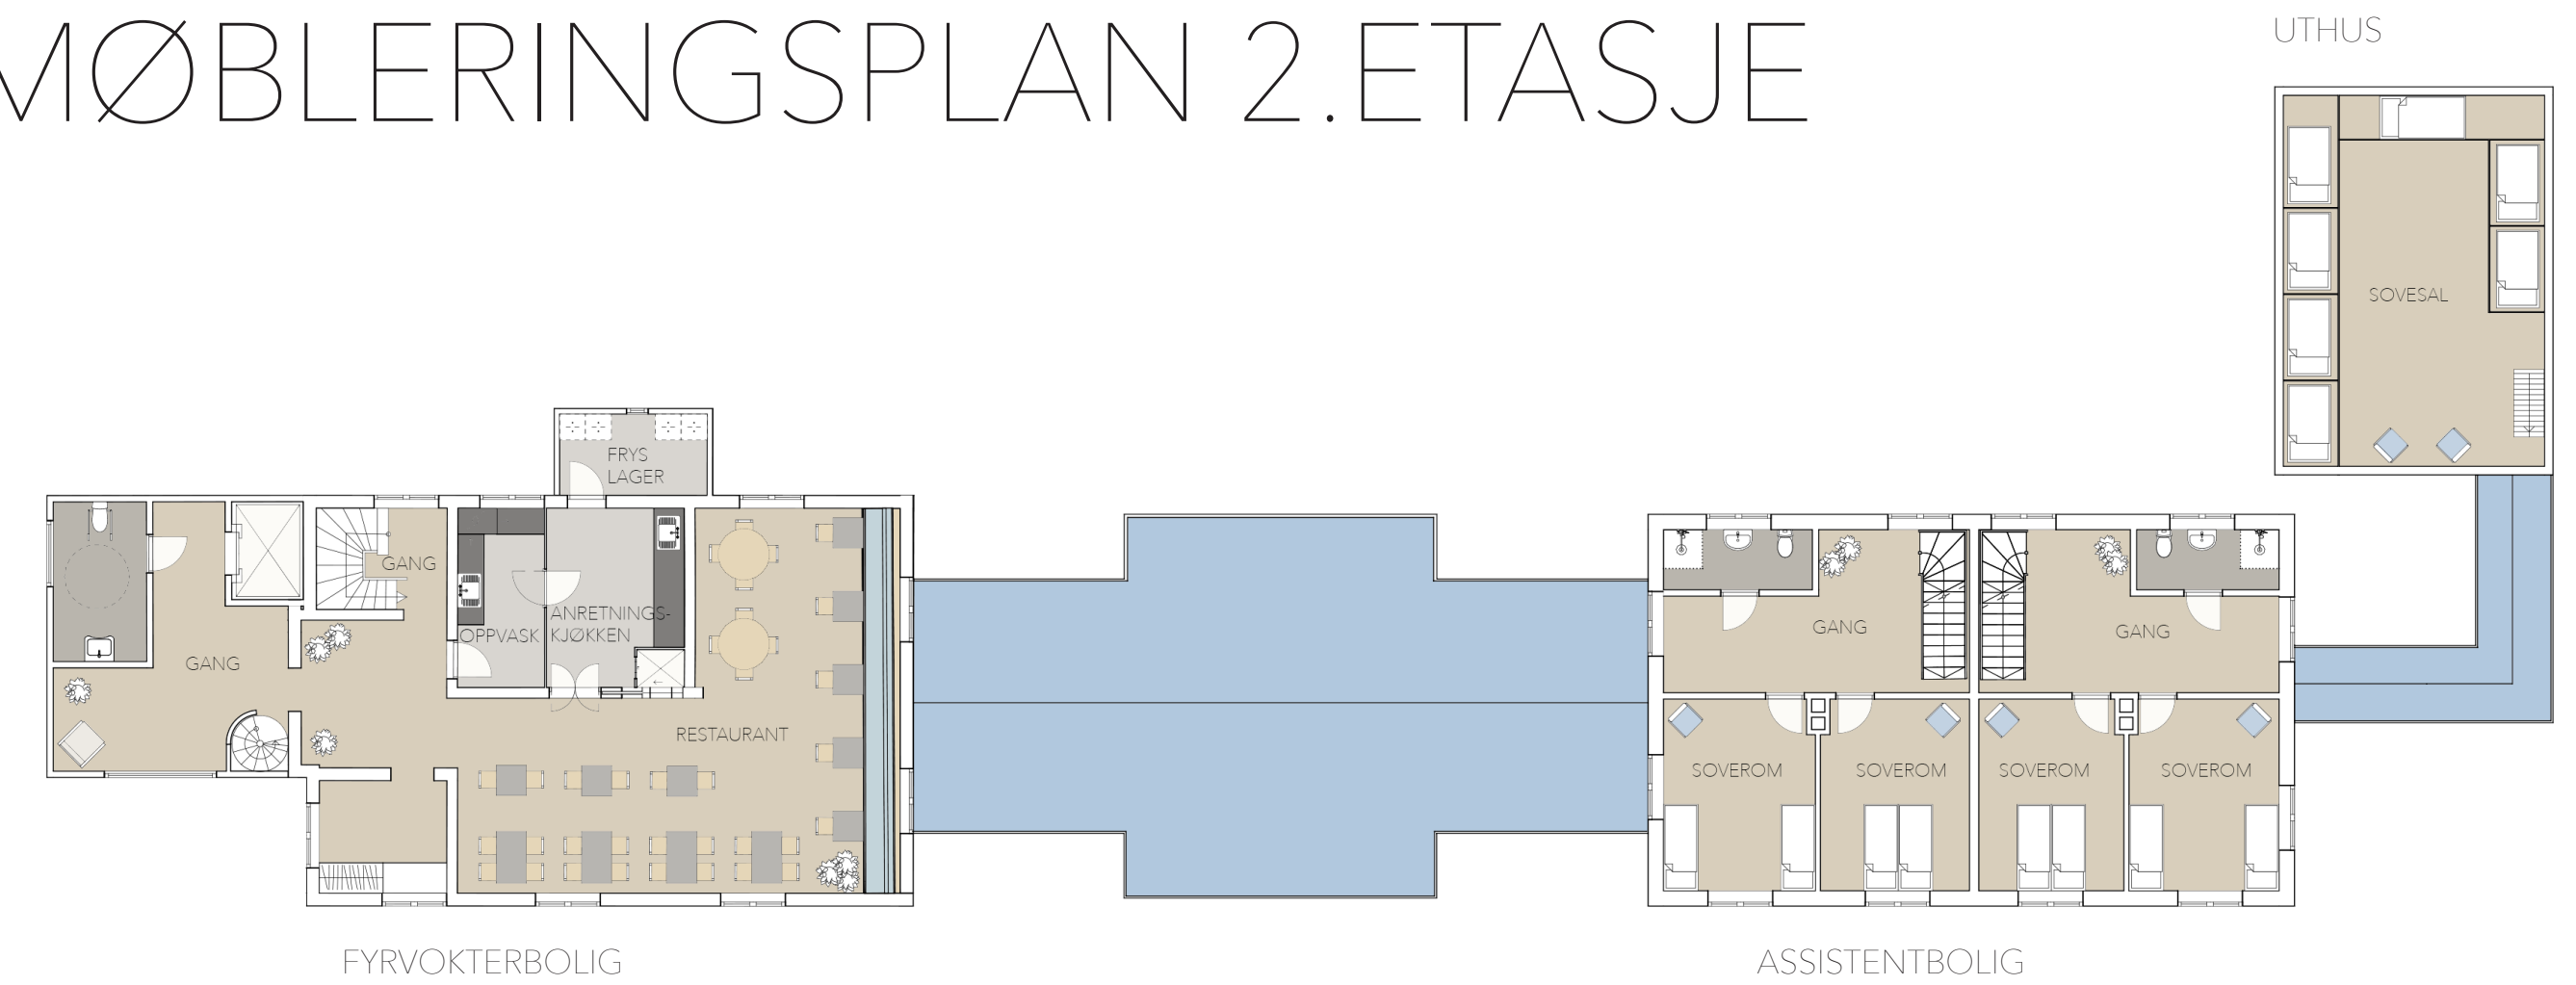 MØBLERINGSPLAN 2.ETASJE
UTHUS
SOVESAL
FRYS
LAGER
GANG
OPPVASK
ANRETNINGS-
KJØKKEN
GANG
RESTAURANT
GANG
GANG
SOVEROM
SOVEROM
SOVEROM
SOVEROM
FYRVOKTERBOLIG
ASSISTENTBOLIG